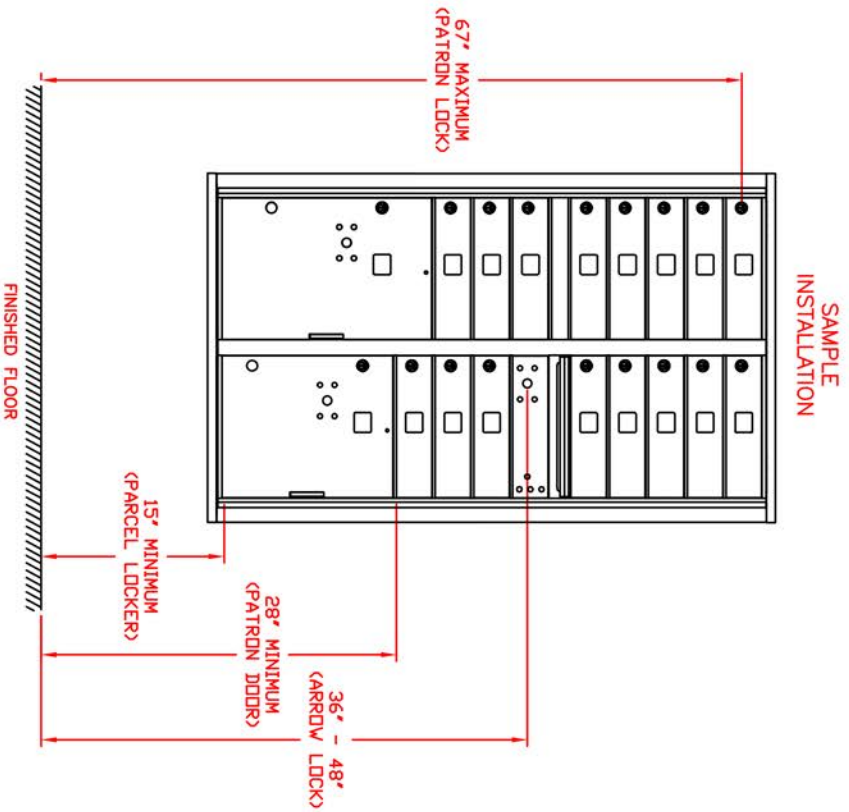 SAMPLE
INSTALLATION
67" MAXIMUM
(PATRON LOCK)
36" - 48"
(ARROW LOCK)
28" MINIMUM
(PATRON DOOR)
15" MINIMUM
(PARCEL LOCKER)
FINISHED FLOOR